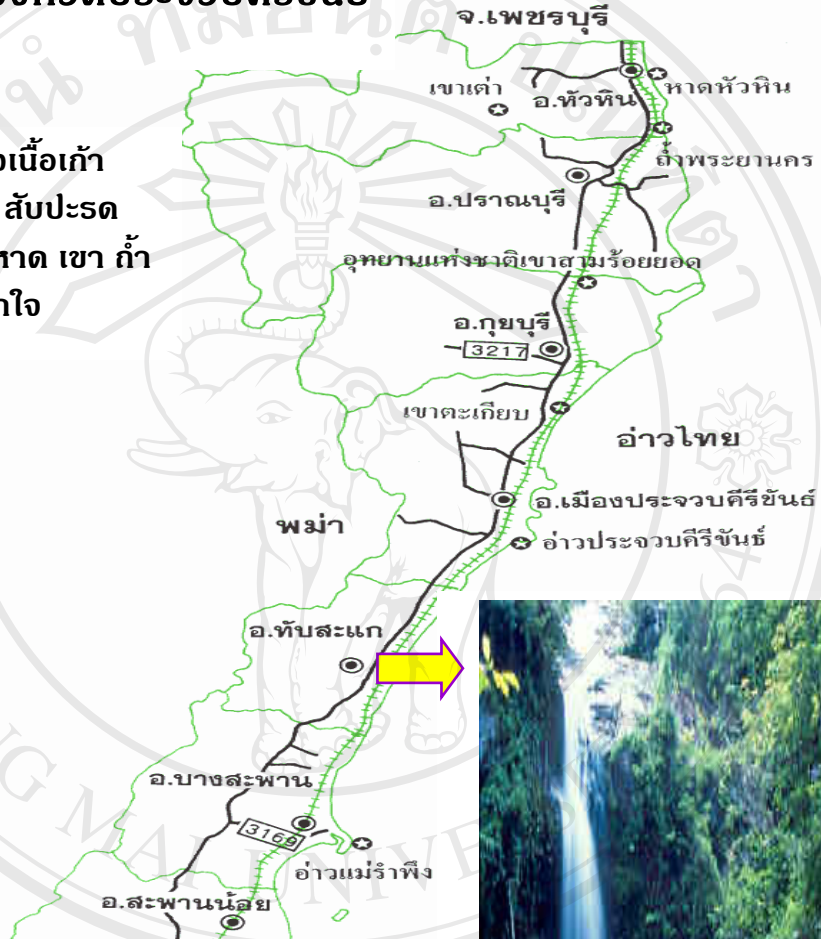 จ.เพชรบุรี
เขาเต่า
อ.หัวหิน
หาดหัวหิน
ถ้ำพระยานคร
เนื้อเก้า
อ.ปราณบุรี
สับปะรด
หาด เขา ถ้ำ
อุทยานแห่งชาติเขาสามร้อยยอด
อ.กุยบุรี
3217
เขาตะเกียบ
อ่าวไทย
อ.เมืองประจวบคีรีขันธ์
พม่า
อ่าวประจวบคีรีขันธ์
อ.ทับสะแก
อ.บางสะพาน
3169
อ่าวแม่รำพึง
อ.สะพานน้อย